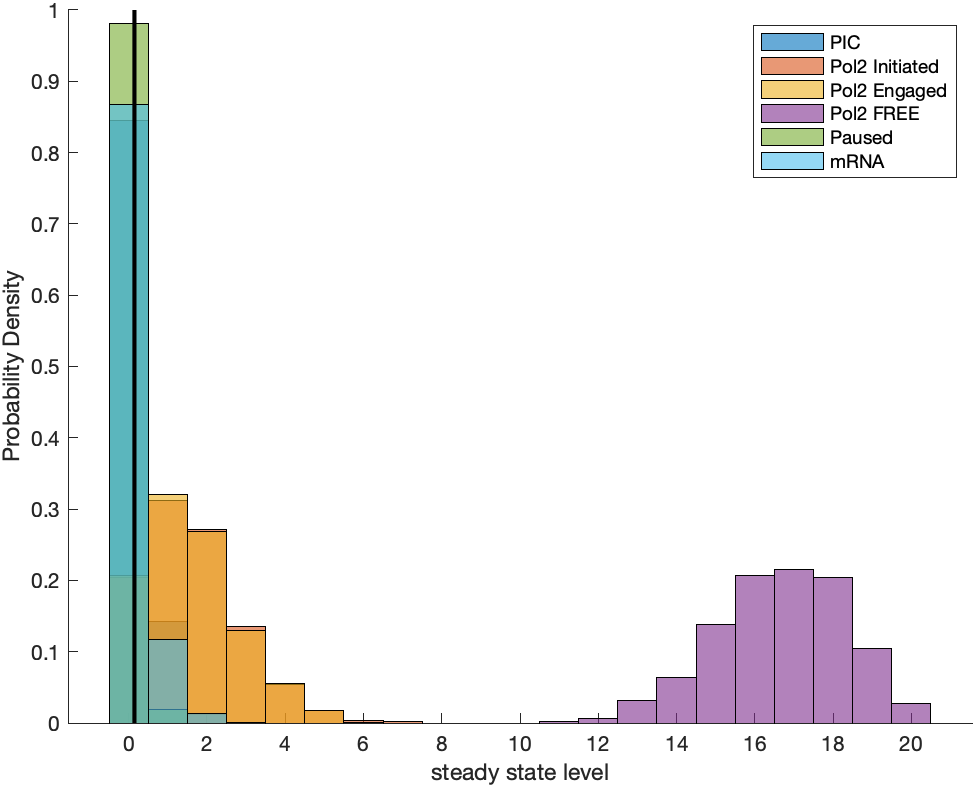 1
0.9
0.8
0.7
0.6
0.5
0.4
0.3
0.2
0.1
0
Probability Density
0 2 4 6 8 10 12 14 16 18 20
steady state level
PIC
Pol2 Initiated
Pol2 Engaged
Pol2 FREE
Paused
mRNA